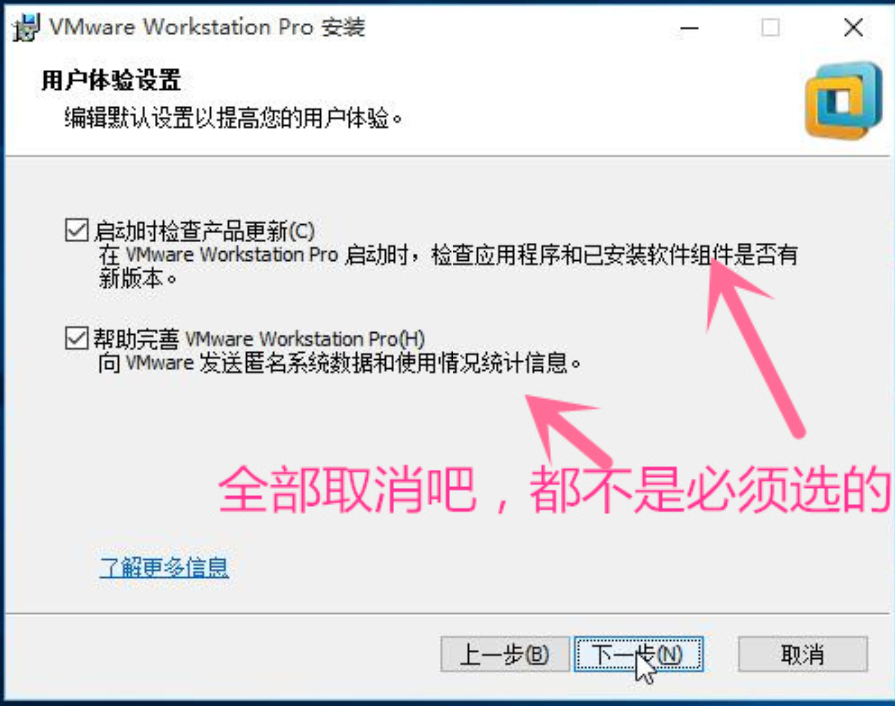 VMware Workstation Pro 安装
用户体验设置
编辑默认设置以提高您的用户体验。
启动时检查产品更新(C)
在 VMware Workstation Pro 启动时，检查应用程序和已安装软件组件是否有
新版本。
帮助完善 VMware Workstation Pro(H)
向 VMware 发送匿名系统数据和使用情况统计信息。
全部取消吧，都不是必须选的
了解更多信息
上一步(B) 下一步(N) 取消